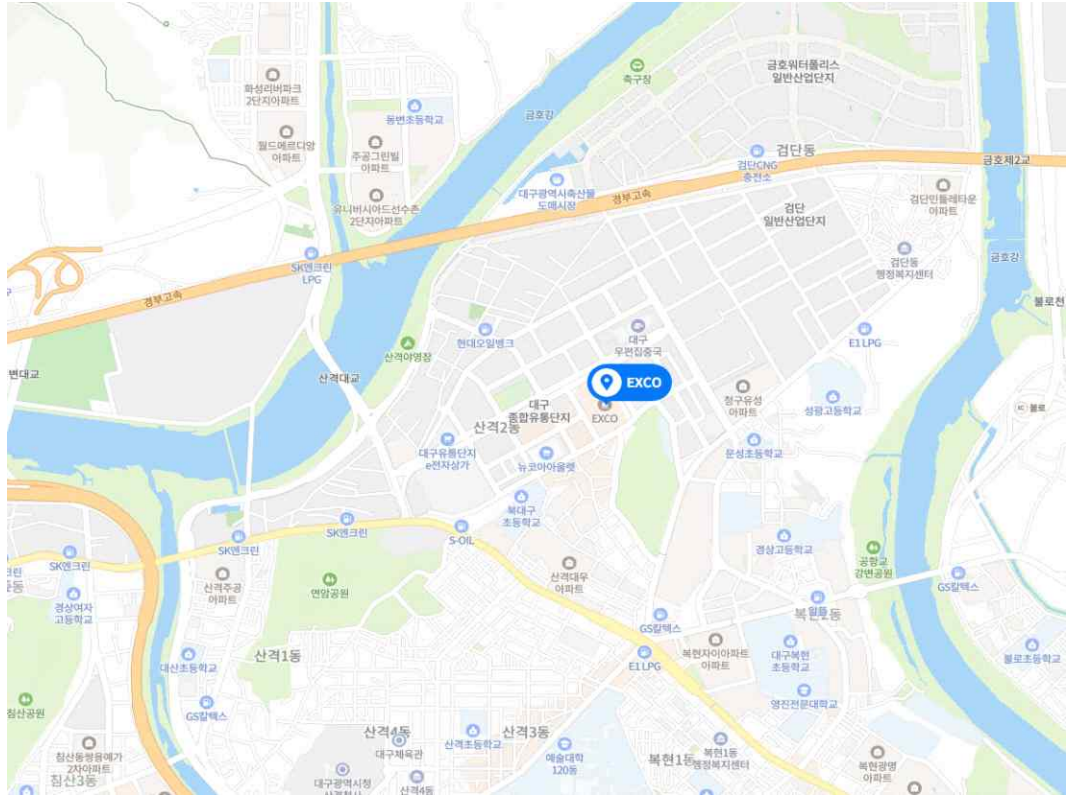 화성리버파크
2단지아파트
동변초등학교
월드메르디앙
아파트
주공그린빌
아파트
유니버시아드선수촌
2단지아파트
금호강
축구장
금호워터폴리스
일반산업단지
검단동
검단CNG
충전소
금호제2교
대구광역시축산물
도매시장
경부고속
검단
일반산업단지
검단민들레타운
아파트
검단동
행정복지센터
금호강
불로천
SK엔크린
LPG
경부고속
변대교
산격대교
산격야영장
현대오일뱅크
대구
우편집중국
E1 LPG
EXCO
EXCO
대구
종합유통단지
산격2동
대구유통단지
e전자상가
뉴코아아울렛
청구유성
아파트
성광고등학교
문성초등학교
IC 불로
북대구
초등학교
SK엔크린
SK엔크린
SK엔크린
S-OIL
경상고등학교
공항교
강변공원
GS칼텍스
산격주공
아파트
연암공원
산격대우
아파트
경상여자
고등학교
GS칼텍스
알뜰
복현2동
대산초등학교
산격1동
E1 LPG
복현자이아파트
아파트
대구복현
초등학교
불로초등학교
영진전문대학교
침산공원
GS칼텍스
산격4동
대구체육관
산격초등학교
산격3동
예술대학
120동
복현1동
복현1동
행정복지센터
복현광명
아파트
침산동쌍용예가
2차아파트
침산3동
대구광역시청
산격4동